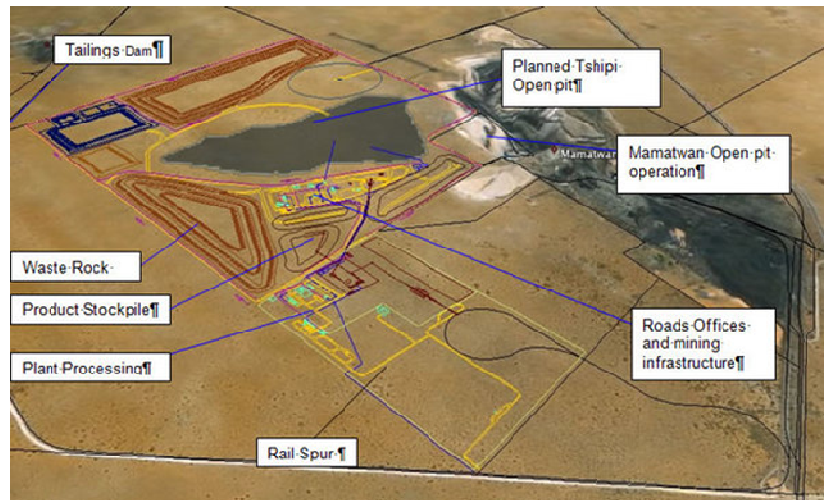 Tailings· Dam¶
Planned· Tshipi·
Open pit¶
Mamatwan· Open pit·
operation¶
Mamatwan
Waste· Rock·
Product· Stockpile¶
Plant· Processing¶
Roads· Offices·
and· mining·
infrastructure¶
Rail· Spur· ¶